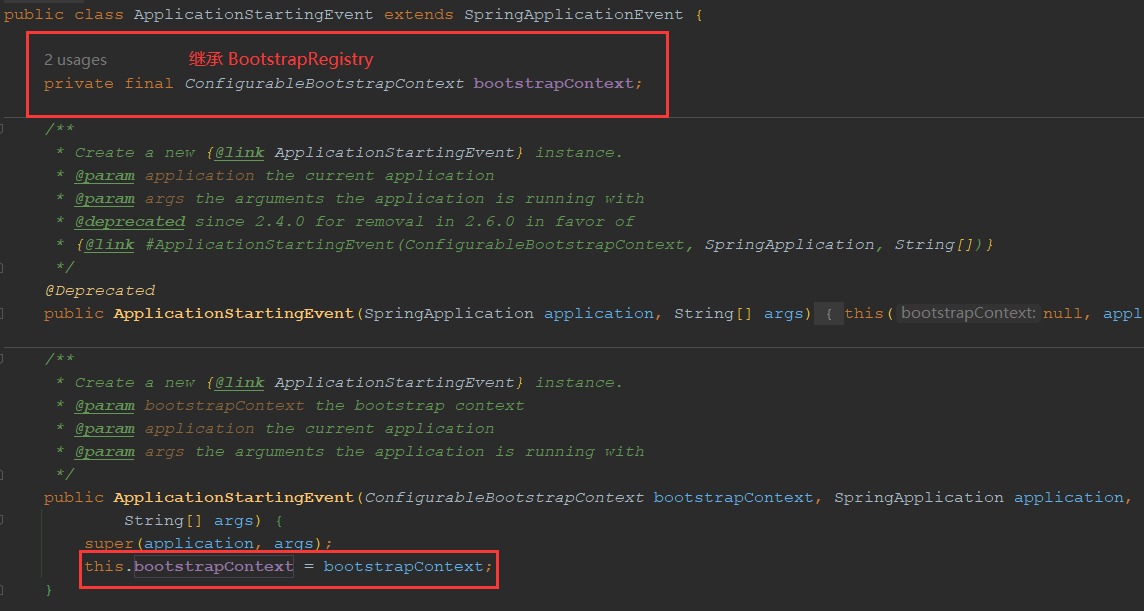 public class ApplicationStartingEvent extends SpringApplicationEvent {
2 usages 继承 BootstrapRegistry
private final ConfigurableBootstrapContext bootstrapContext;
/**
* Create a new {@link ApplicationStartingEvent} instance.
* @param application the current application
* @param args the arguments the application is running with
* @deprecated since 2.4.0 for removal in 2.6.0 in favor of
* {@link #ApplicationStartingEvent(ConfigurableBootstrapContext, SpringApplication, String[])}
*/
@Deprecated
public ApplicationStartingEvent(SpringApplication application, String[] args) { this( bootstrapContext: null, appl
/**
* Create a new {@link ApplicationStartingEvent} instance.
* @param bootstrapContext the bootstrap context
* @param application the current application
* @param args the arguments the application is running with
*/
public ApplicationStartingEvent(ConfigurableBootstrapContext bootstrapContext, SpringApplication application,
String[] args) {
super(application, args);
this.bootstrapContext = bootstrapContext;
}